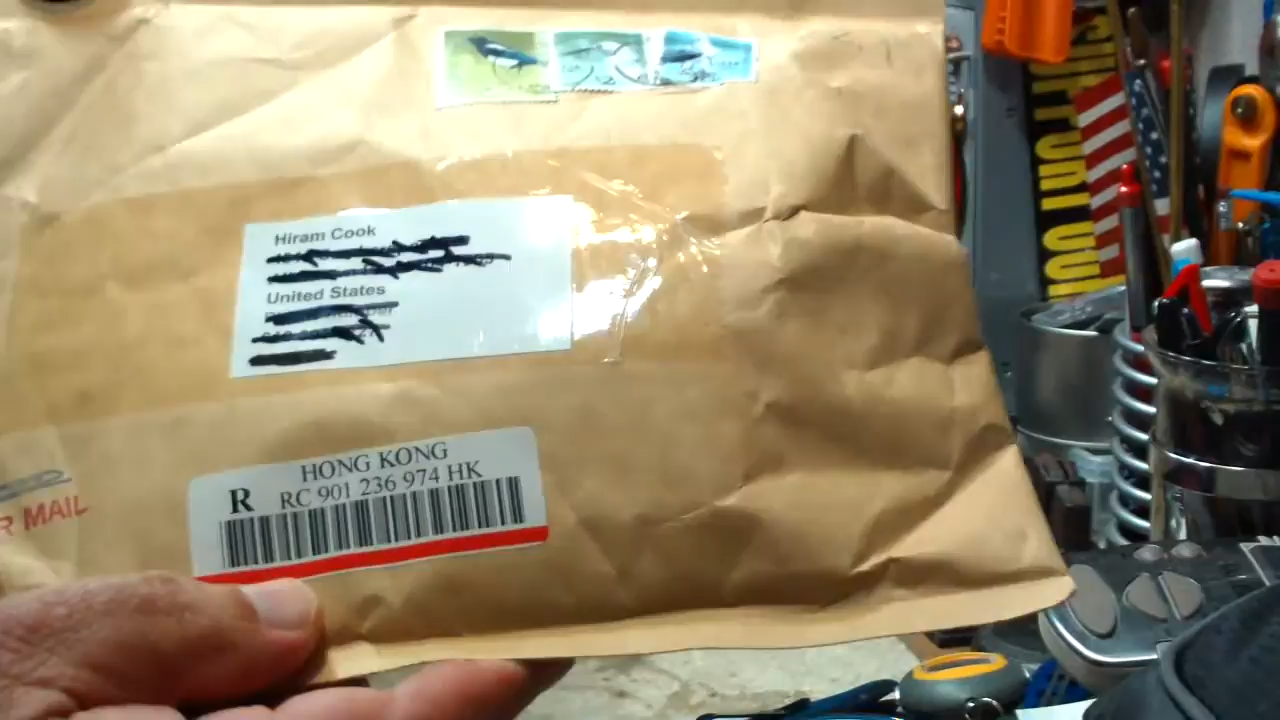 Hiram Cook
United States
HONG KONG
R RC 901 236 974 HK
R MAIL